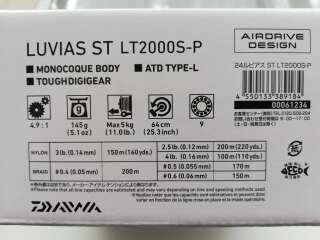 LUVIAS ST LT2000S-P
AIRDRIVE
DESIGN
24ルビアス ST LT2000S-P
■ MONOCOQUE BODY ■ ATD TYPE-L
■ TOUGHDIGIGEAR
4 550133 389184
00061234
4.9 : 1
145g
(5.1oz)
Max5kg
(11.0lb.)
64cm
(25.3inch)
9
NYLON 3lb.(0.14mm) 150m(160yds.) 2.5lb.(0.12mm) 200m(220yds.)
4lb.(0.16mm) 100m(110yds.)
BRAID #0.4(0.05mm) 200m #0.5(0.055mm) 170m
#0.6(0.06mm) 150m
DAIWA